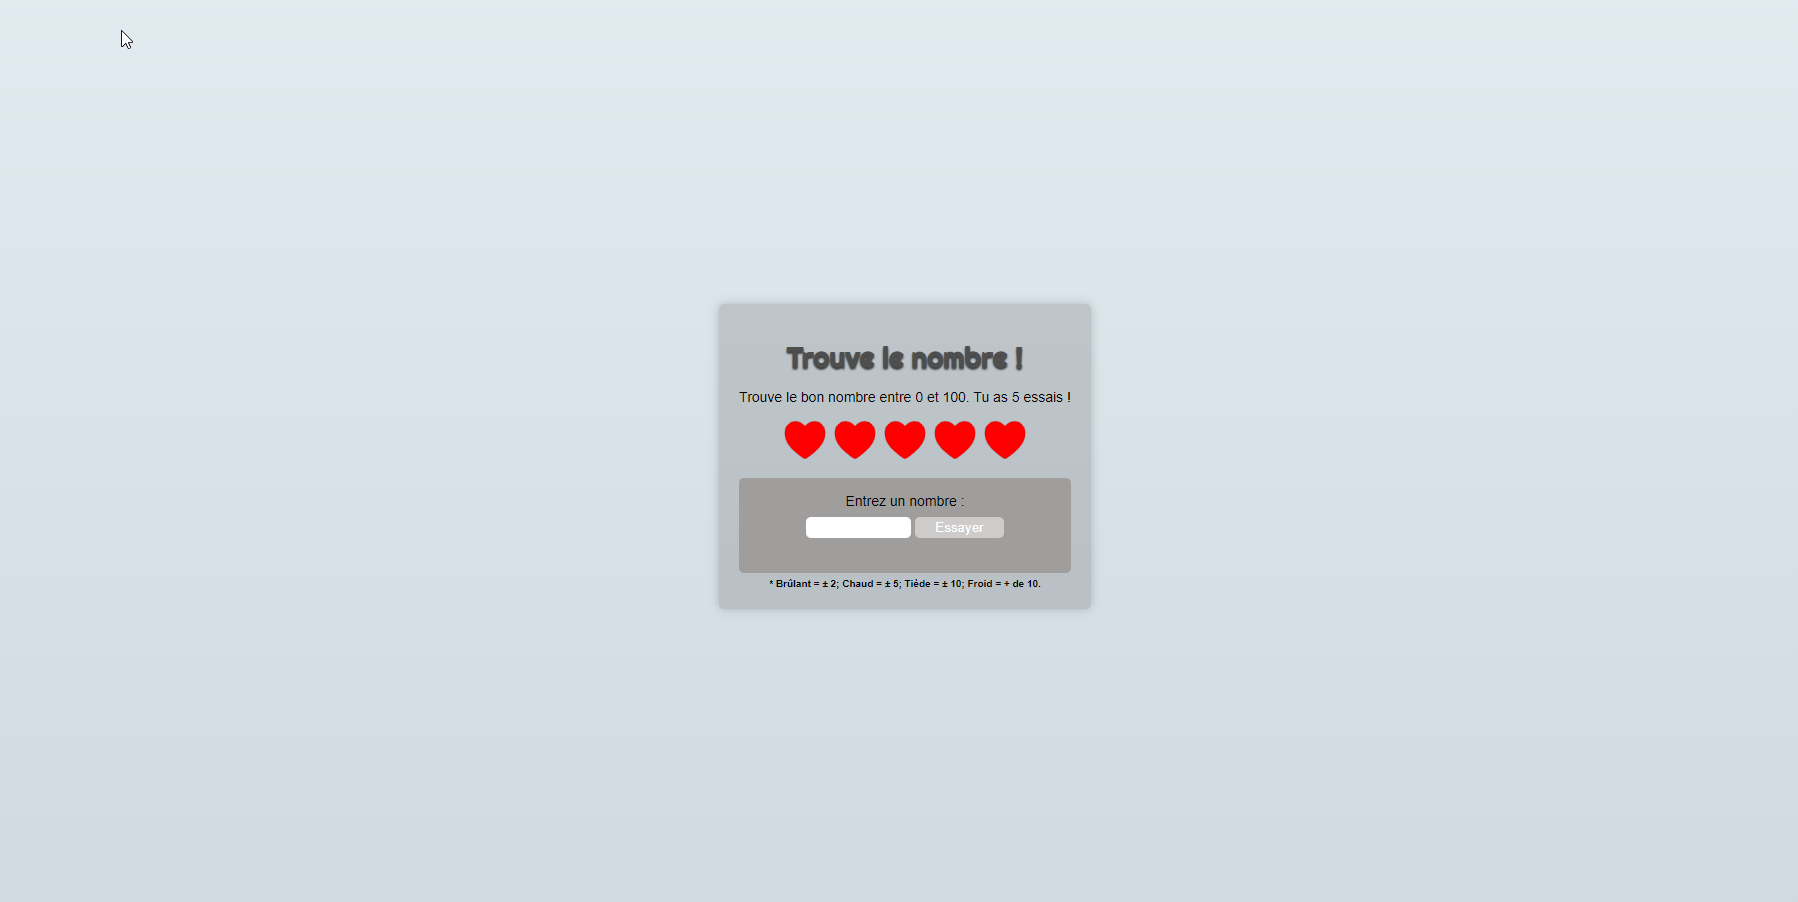 Trouve le nombre !
Trouve le bon nombre entre 0 et 100. Tu as 5 essais !
Entrez un nombre :
Essayer
* Brûlant = ± 2; Chaud = ± 5; Tiède = ± 10; Froid = + de 10.